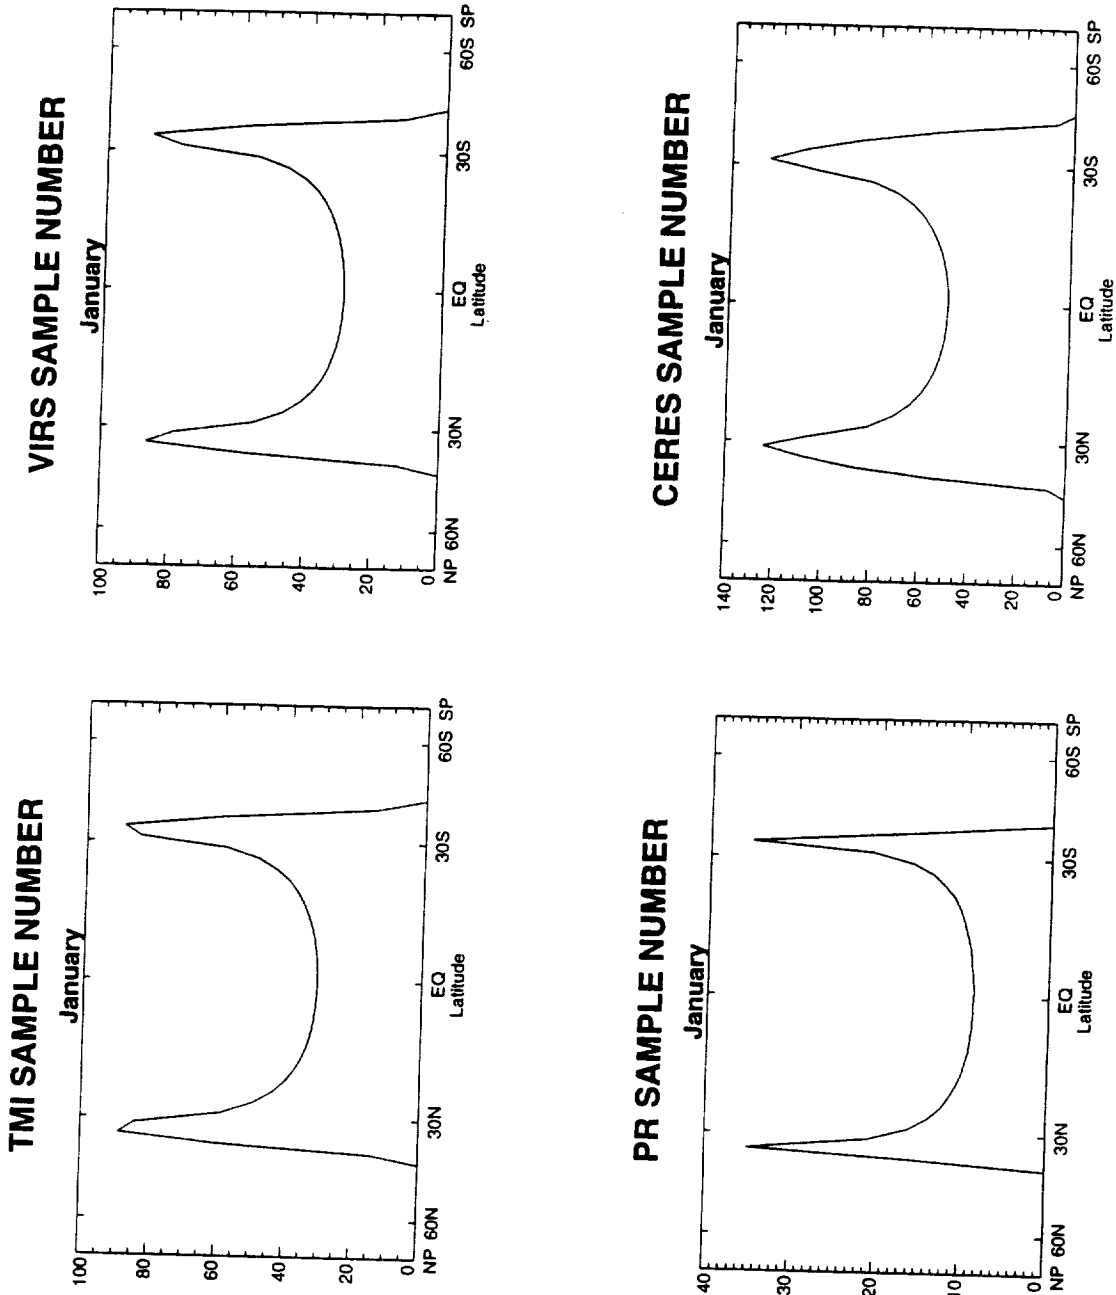 TMI SAMPLE NUMBER
January
100
80
60
40
20
0
NP 60N 30N EQ 30S 60S SP
Latitude
VIRS SAMPLE NUMBER
January
100
80
60
40
20
0
NP 60N 30N EQ 30S 60S SP
Latitude
PR SAMPLE NUMBER
January
40
30
20
10
0
NP 60N 30N EQ 30S 60S SP
Latitude
CERES SAMPLE NUMBER
January
140
120
100
80
60
40
20
0
NP 60N 30N EQ 30S 60S SP
Latitude